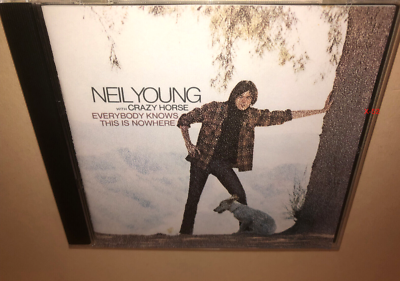 NEIL YOUNG
WITH CRAZY HORSE
EVERYBODY KNOWS
THIS IS NOWHERE